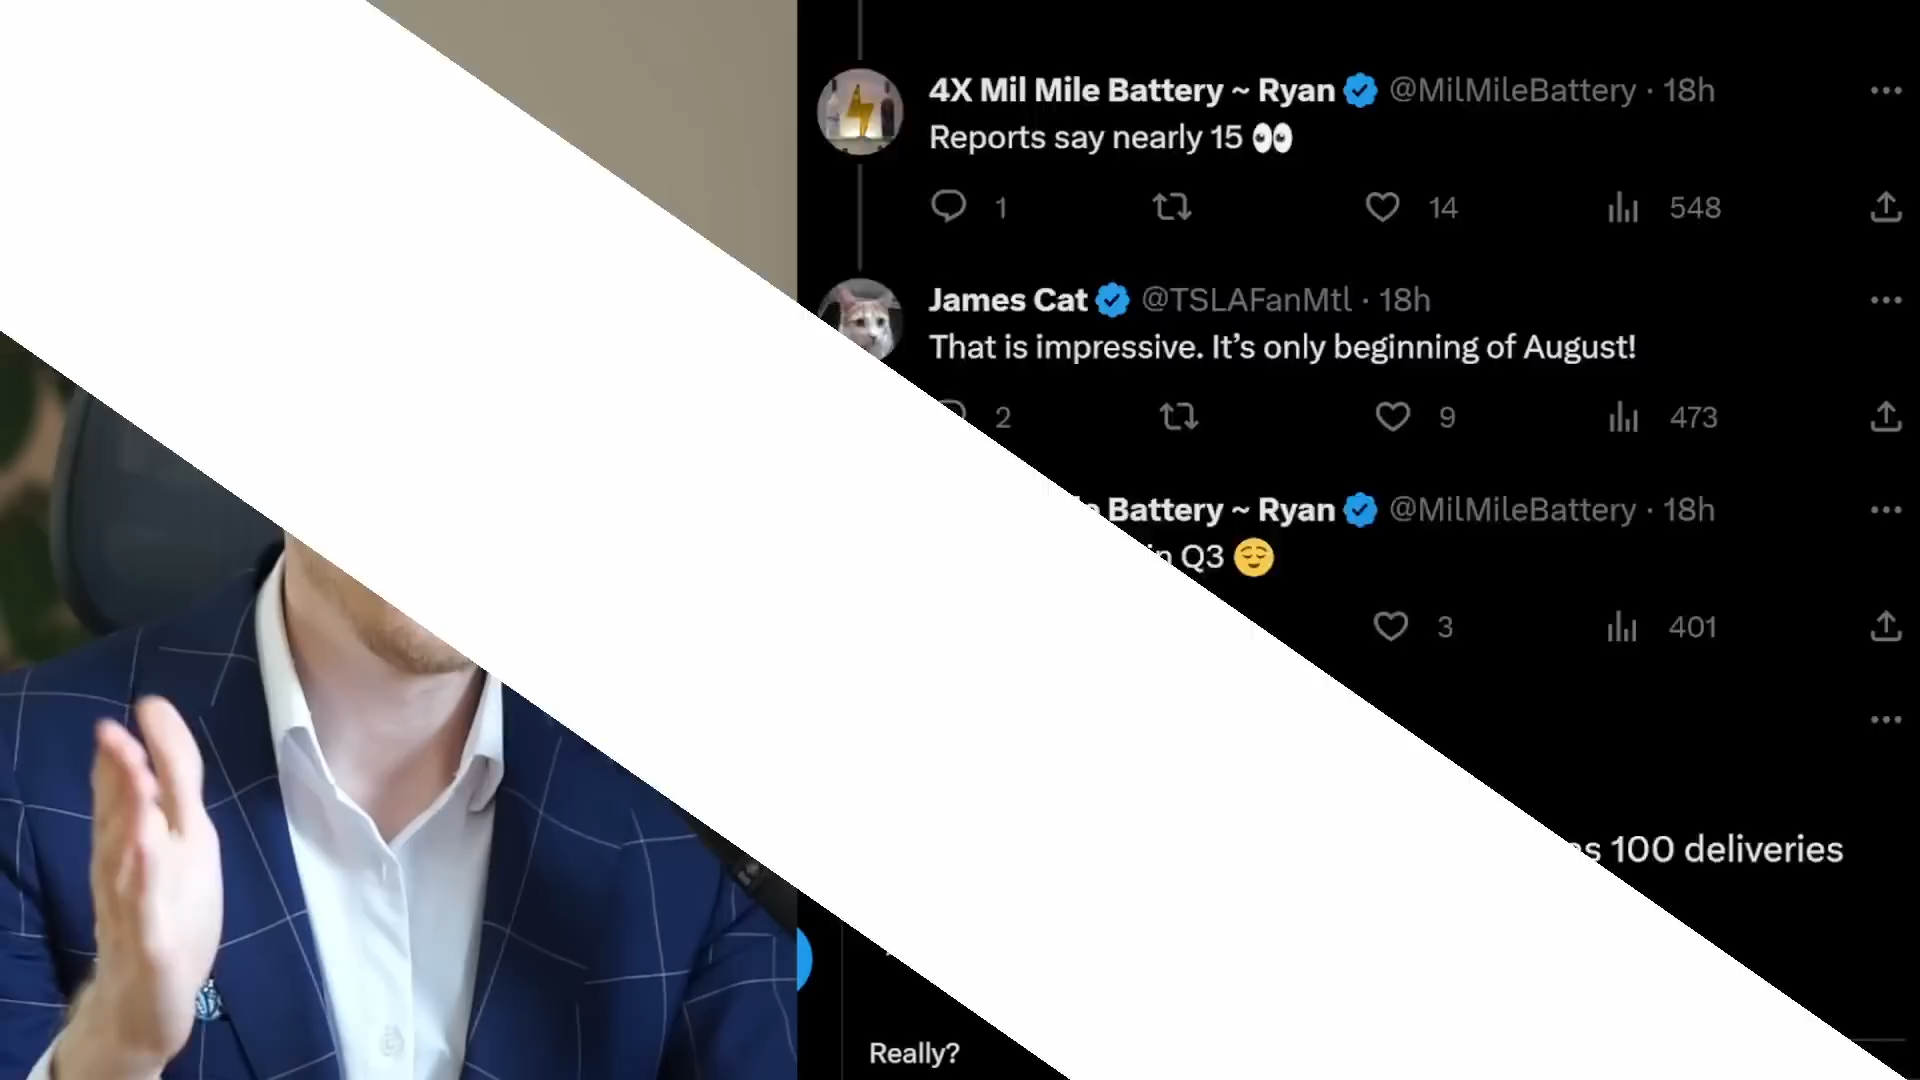 4X Mil Mile Battery ~ Ryan @MilMileBattery · 18h
Reports say nearly 15 👀
1 14 548
James Cat @TSLAFanMtl · 18h
That is impressive. It’s only beginning of August!
2 9 473
Battery ~ Ryan @MilMileBattery · 18h
Q3 😌
3 401
100 deliveries
Really?